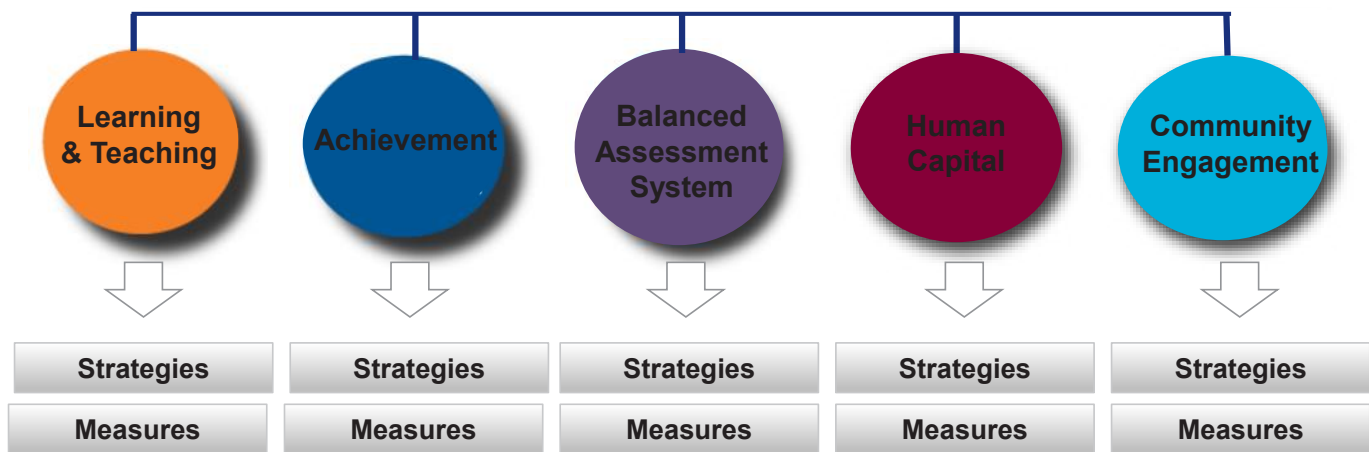 Learning
& Teaching
Achievement
Balanced
Assessment
System
Human
Capital
Community
Engagement
Strategies
Strategies
Strategies
Strategies
Strategies
Measures
Measures
Measures
Measures
Measures